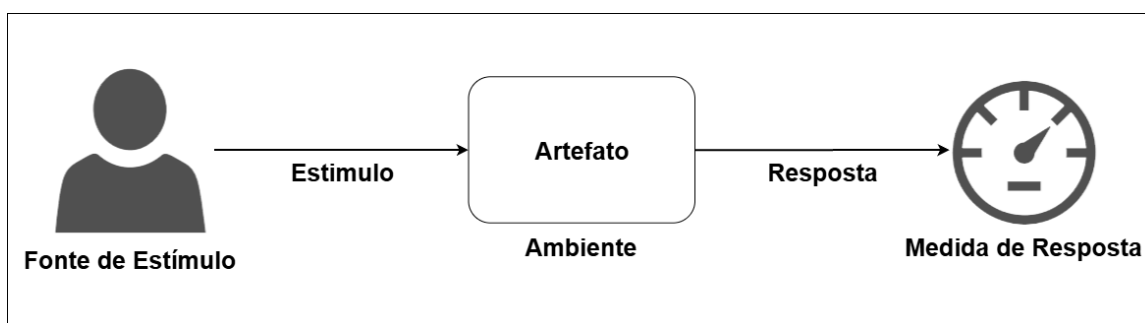 Artefato
Estimulo
Resposta
Ambiente
Fonte de Estímulo
Medida de Resposta